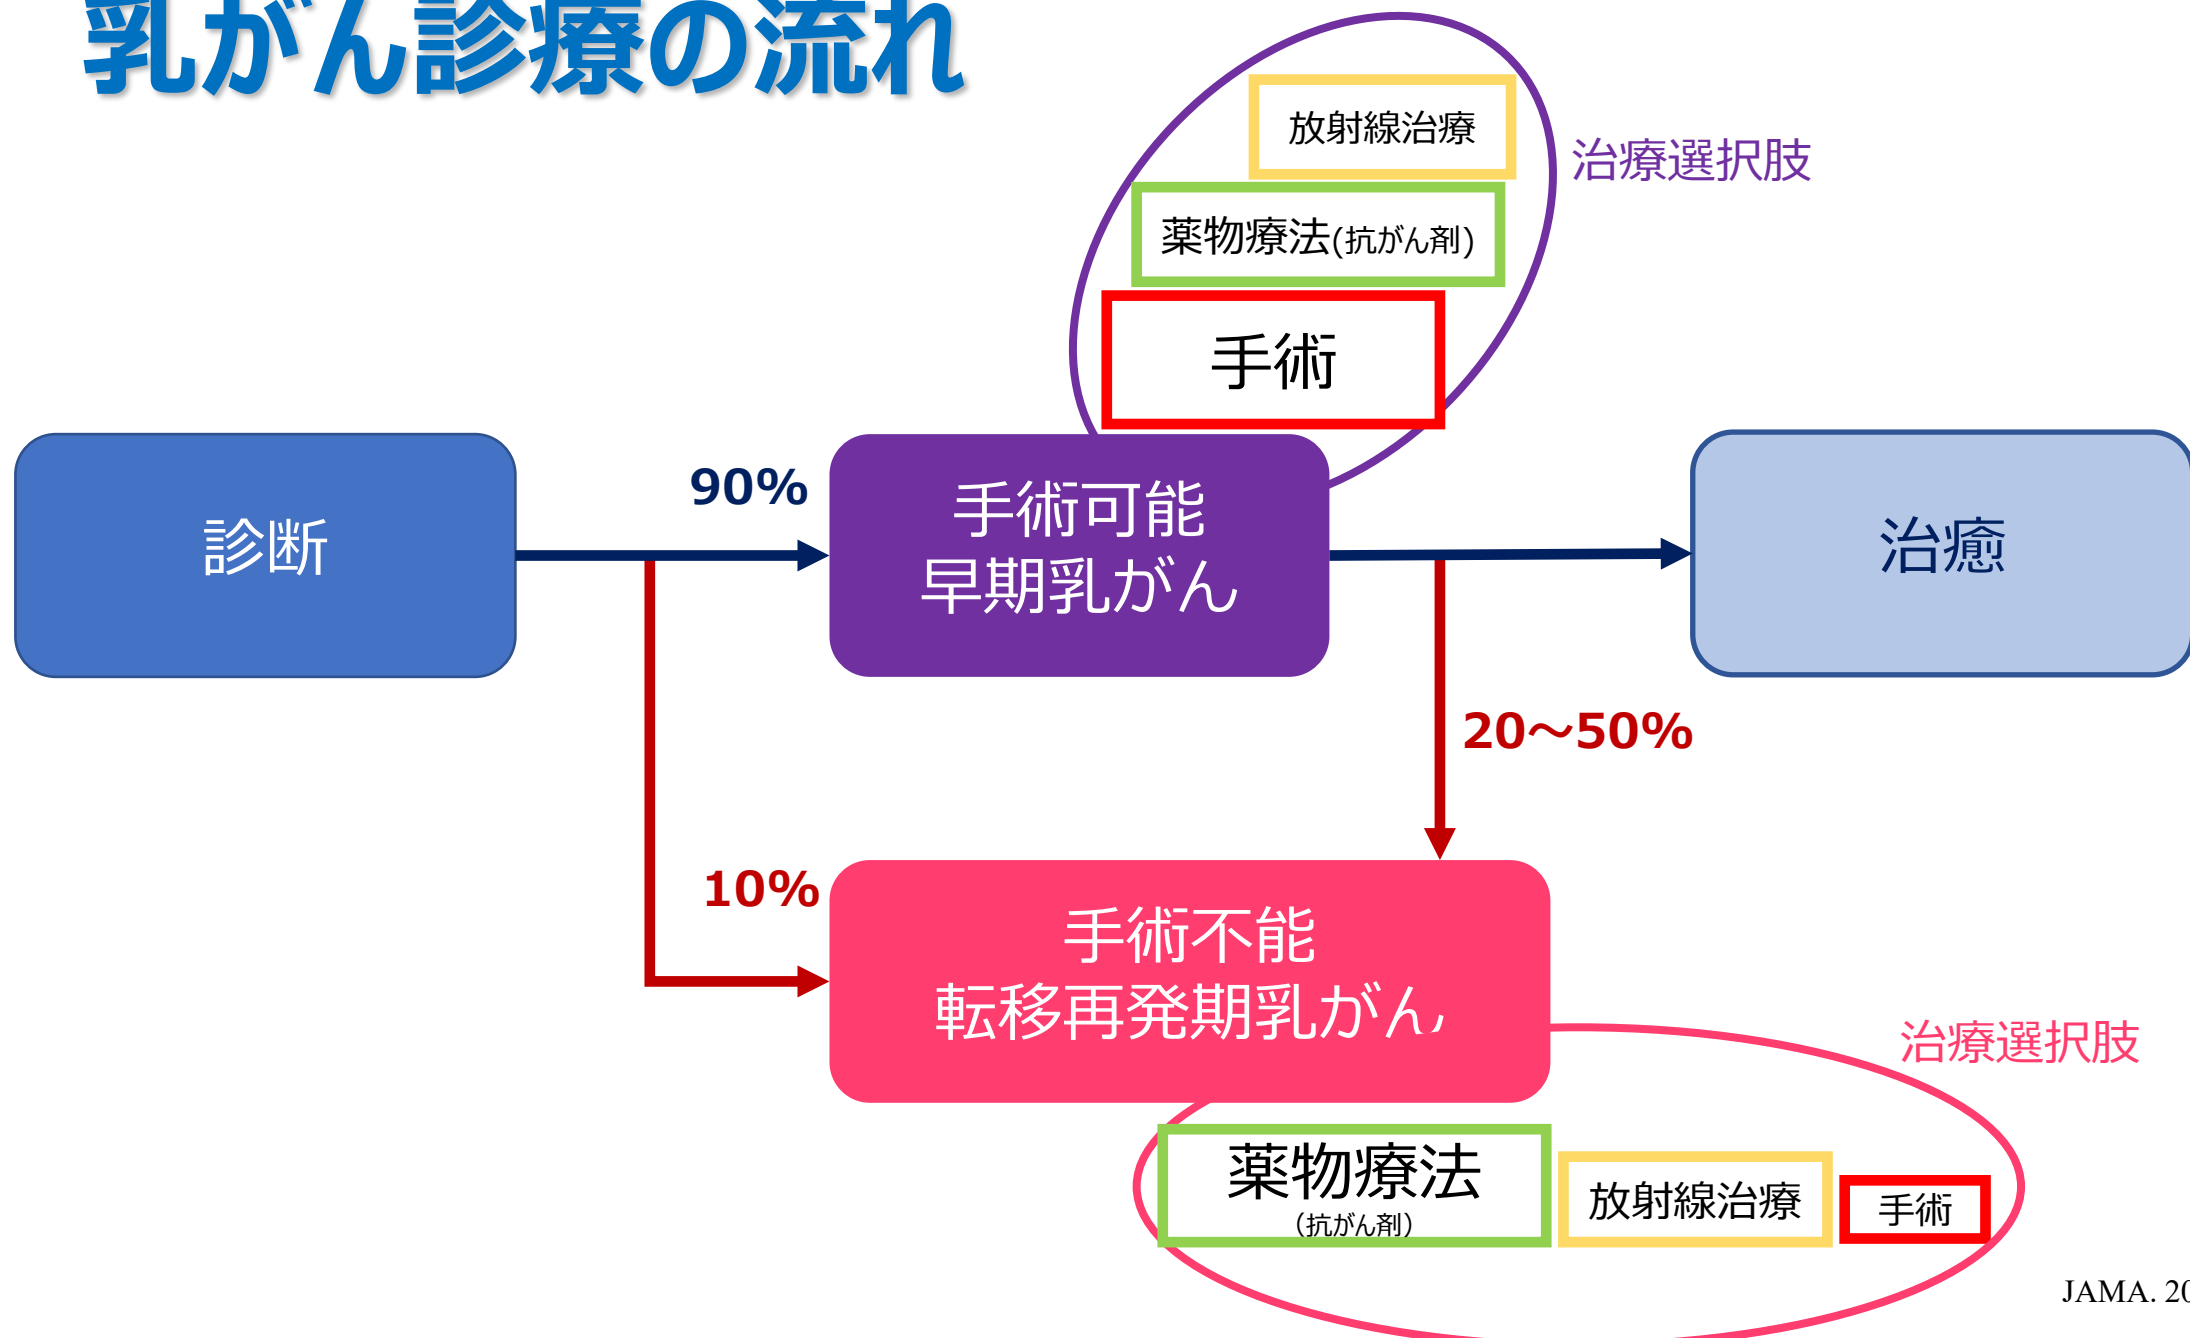 乳がん診療の流れ
放射線治療
治療選択肢
薬物療法(抗がん剤)
手術
診断
90%
手術可能
早期乳がん
治癒
20〜50%
10%
手術不能
転移再発期乳がん
治療選択肢
薬物療法
（抗がん剤）
放射線治療
手術
JAMA. 20